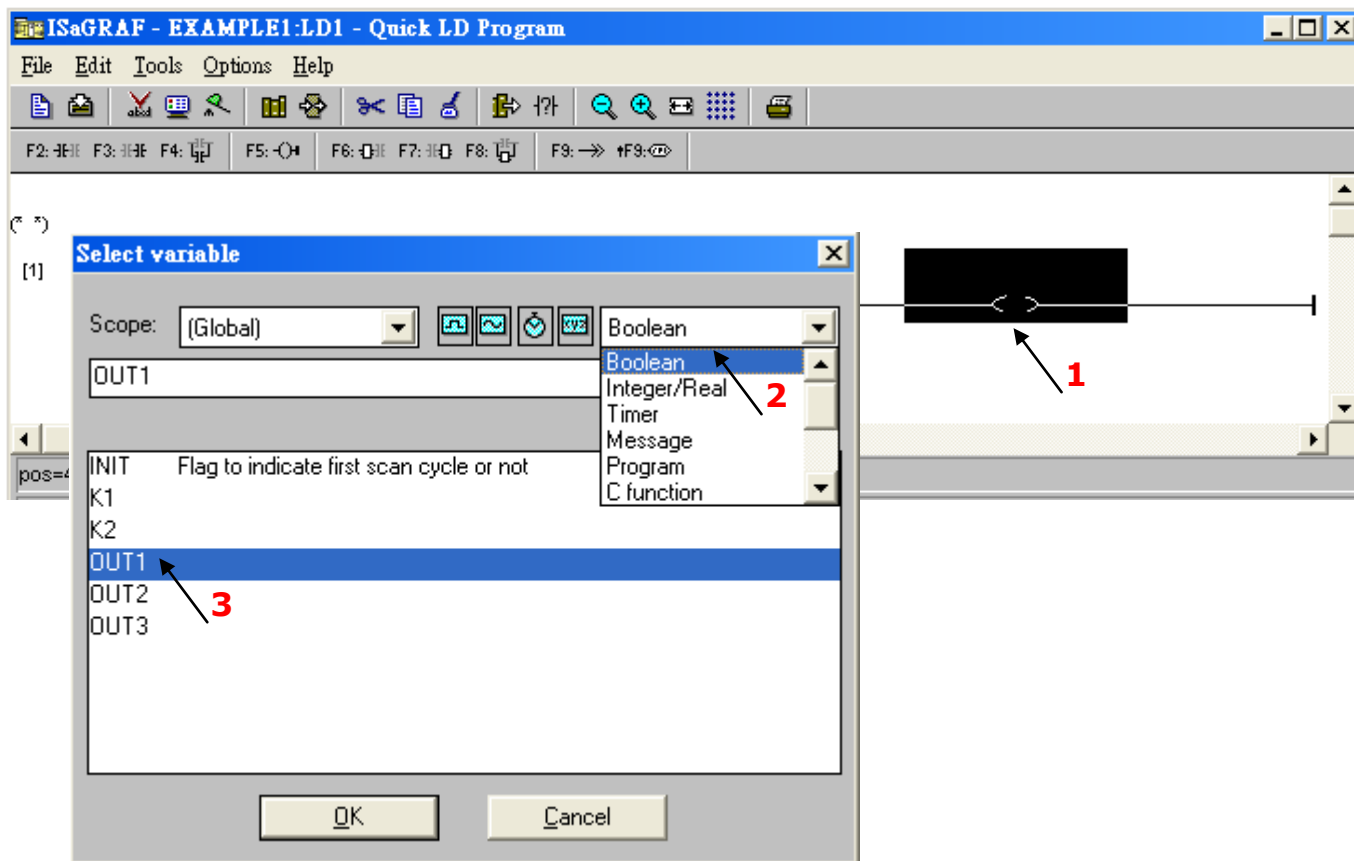 ISaGRAF - EXAMPLE1:LD1 - Quick LD Program
File Edit Tools Options Help
F2: F3: F4: F5: F6: F7: F8: F9: F9:
(* *)
[1]
Select variable
Scope: (Global) xyz Boolean
OUT1
Boolean
Integer/Real
Timer
Message
Program
C function
1
2
pos=4
INIT Flag to indicate first scan cycle or not
K1
K2
OUT1
OUT2
OUT3
3
OK Cancel